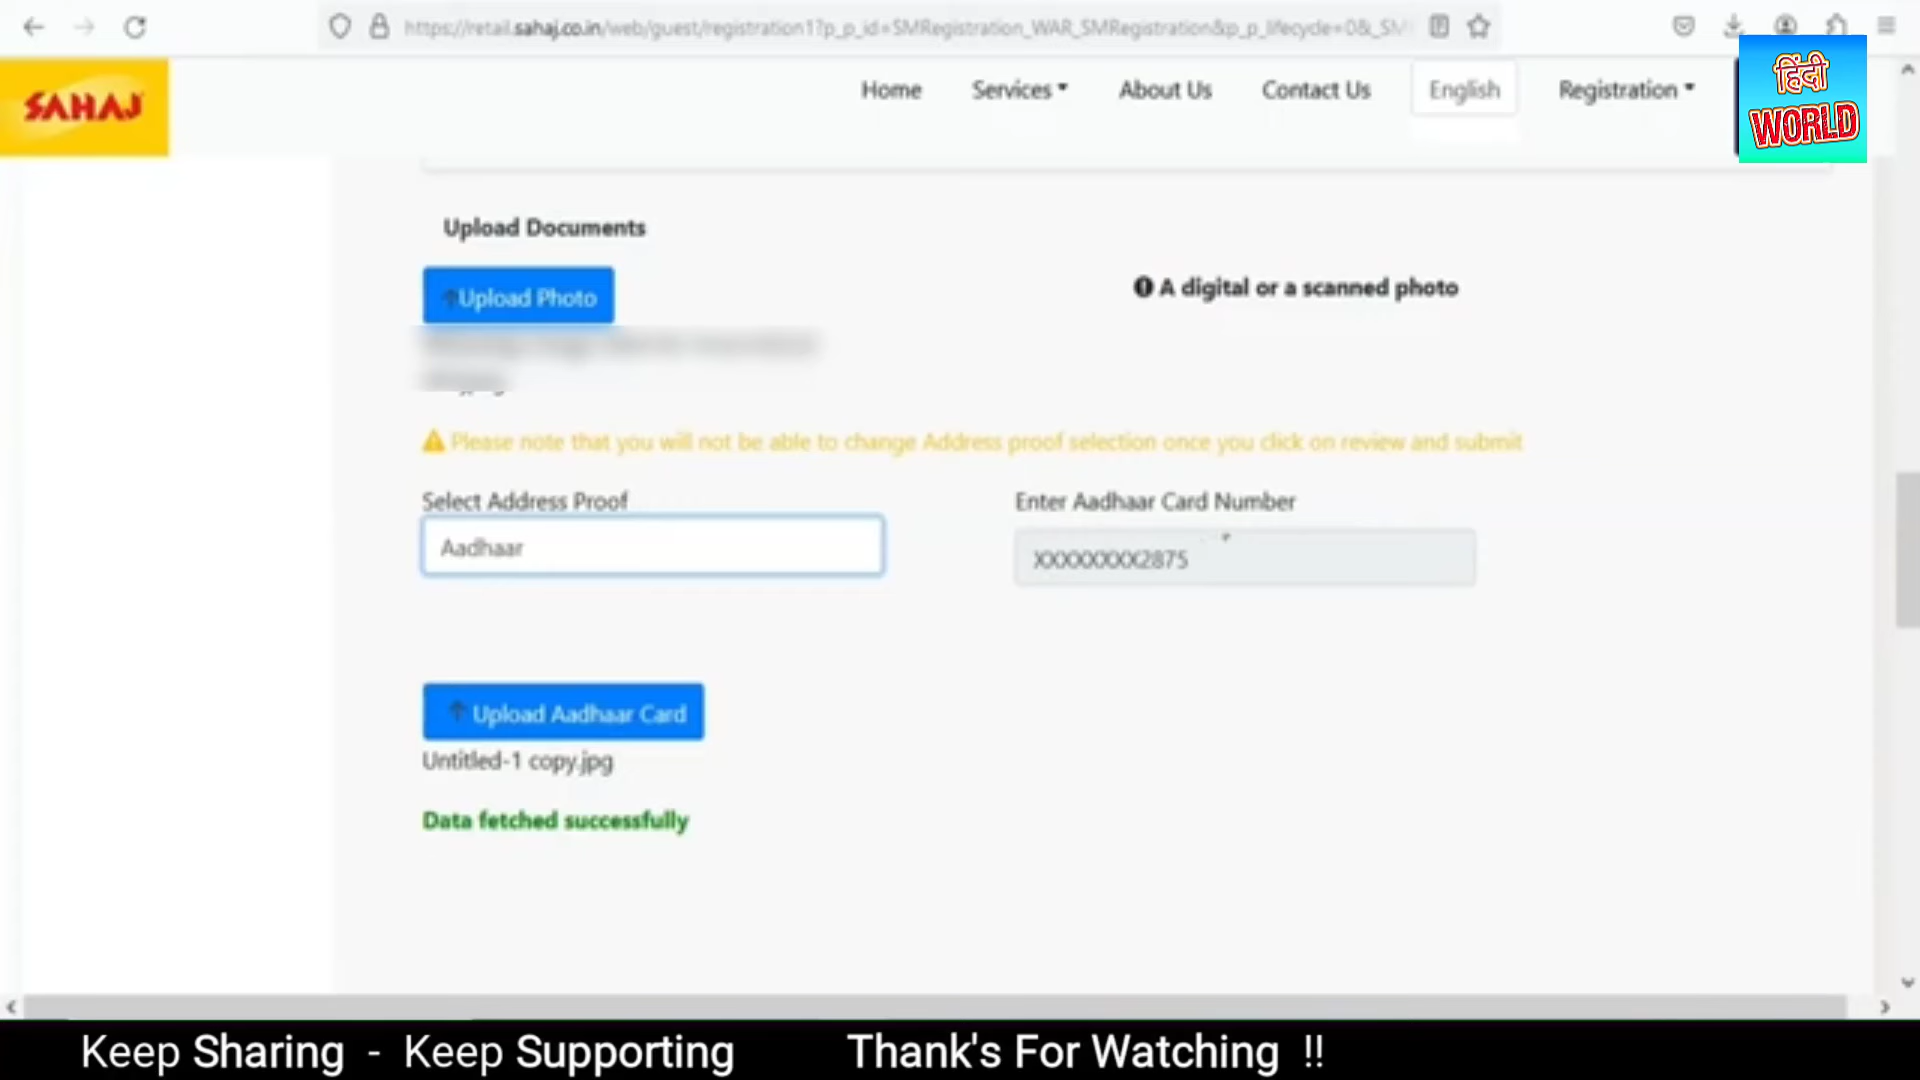 https://retail.sahaj.co.in/web/guest/registration1?p_p_id=SMRegistration_WAR_SMRegistration&p_p_lifecycle=0&_SM
SAHAJ
Home Services About Us Contact Us English Registration
हिंदी
WORLD
Upload Documents
Upload Photo
A digital or a scanned photo
Please note that you will not be able to change Address proof selection once you click on review and submit
Select Address Proof
Enter Aadhaar Card Number
Aadhaar
XXXXXXXX2875
Upload Aadhaar Card
Untitled-1 copy.jpg
Data fetched successfully
Keep Sharing - Keep Supporting Thank's For Watching !!